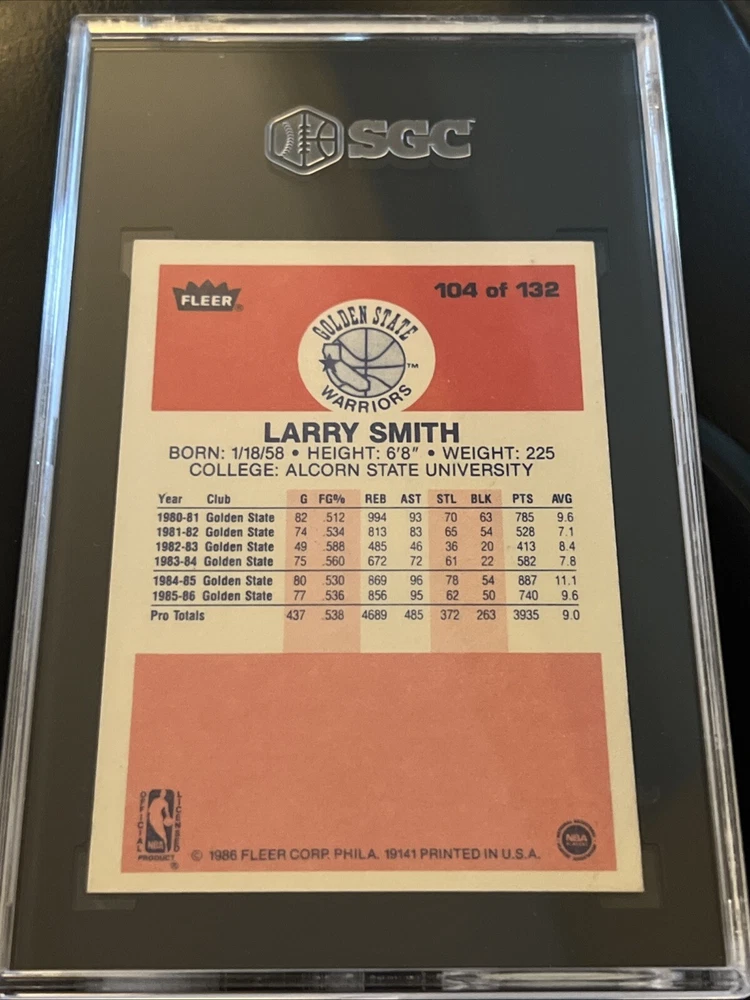 SGC
FLEER®
104 of 132
GOLDEN STATE
WARRIORS
™
LARRY SMITH
BORN: 1/18/58 • HEIGHT: 6'8" • WEIGHT: 225
COLLEGE: ALCORN STATE UNIVERSITY
Year Club G FG% REB AST STL BLK PTS AVG
1980-81 Golden State 82 .512 994 93 70 63 785 9.6
1981-82 Golden State 74 .534 813 83 65 54 528 7.1
1982-83 Golden State 49 .588 485 46 36 20 413 8.4
1983-84 Golden State 75 .560 672 72 61 22 582 7.8
1984-85 Golden State 80 .530 869 96 78 54 887 11.1
1985-86 Golden State 77 .536 856 95 62 50 740 9.6
Pro Totals 437 .538 4689 485 372 263 3935 9.0
OFFICIAL
LICENSED
NBA
PRODUCT
®
© 1986 FLEER CORP. PHILA. 19141 PRINTED IN U.S.A.
NBA